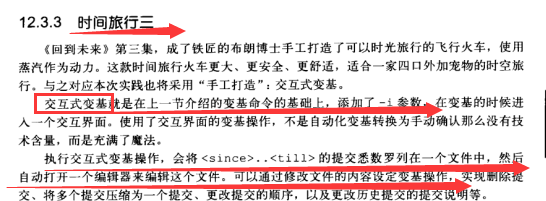 12.3.3 时间旅行三
《回到未来》第三集，成了铁匠的布朗博士手工打造了可以时光旅行的飞行火车，使用
蒸汽作为动力。这款时间旅行火车更大、更安全、更舒适，适合一家四口外加宠物的时空旅
行。与之对应本次实践也将采用“手工打造”：交互式变基。
交互式变基就是在上一节介绍的变基命令的基础上，添加了 -i 参数，在变基的时候进
入一个交互界面。使用了交互界面的变基操作，不是自动化变基转换为手动确认那么没有技
术含量，而是充满了魔法。
执行交互式变基操作，会将 <since>..<till> 的提交悉数罗列在一个文件中，然后
自动打开一个编辑器来编辑这个文件。可以通过修改文件的内容设定变基操作，实现删除提
交、将多个提交压缩为一个提交、更改提交的顺序，以及更改历史提交的提交说明等。